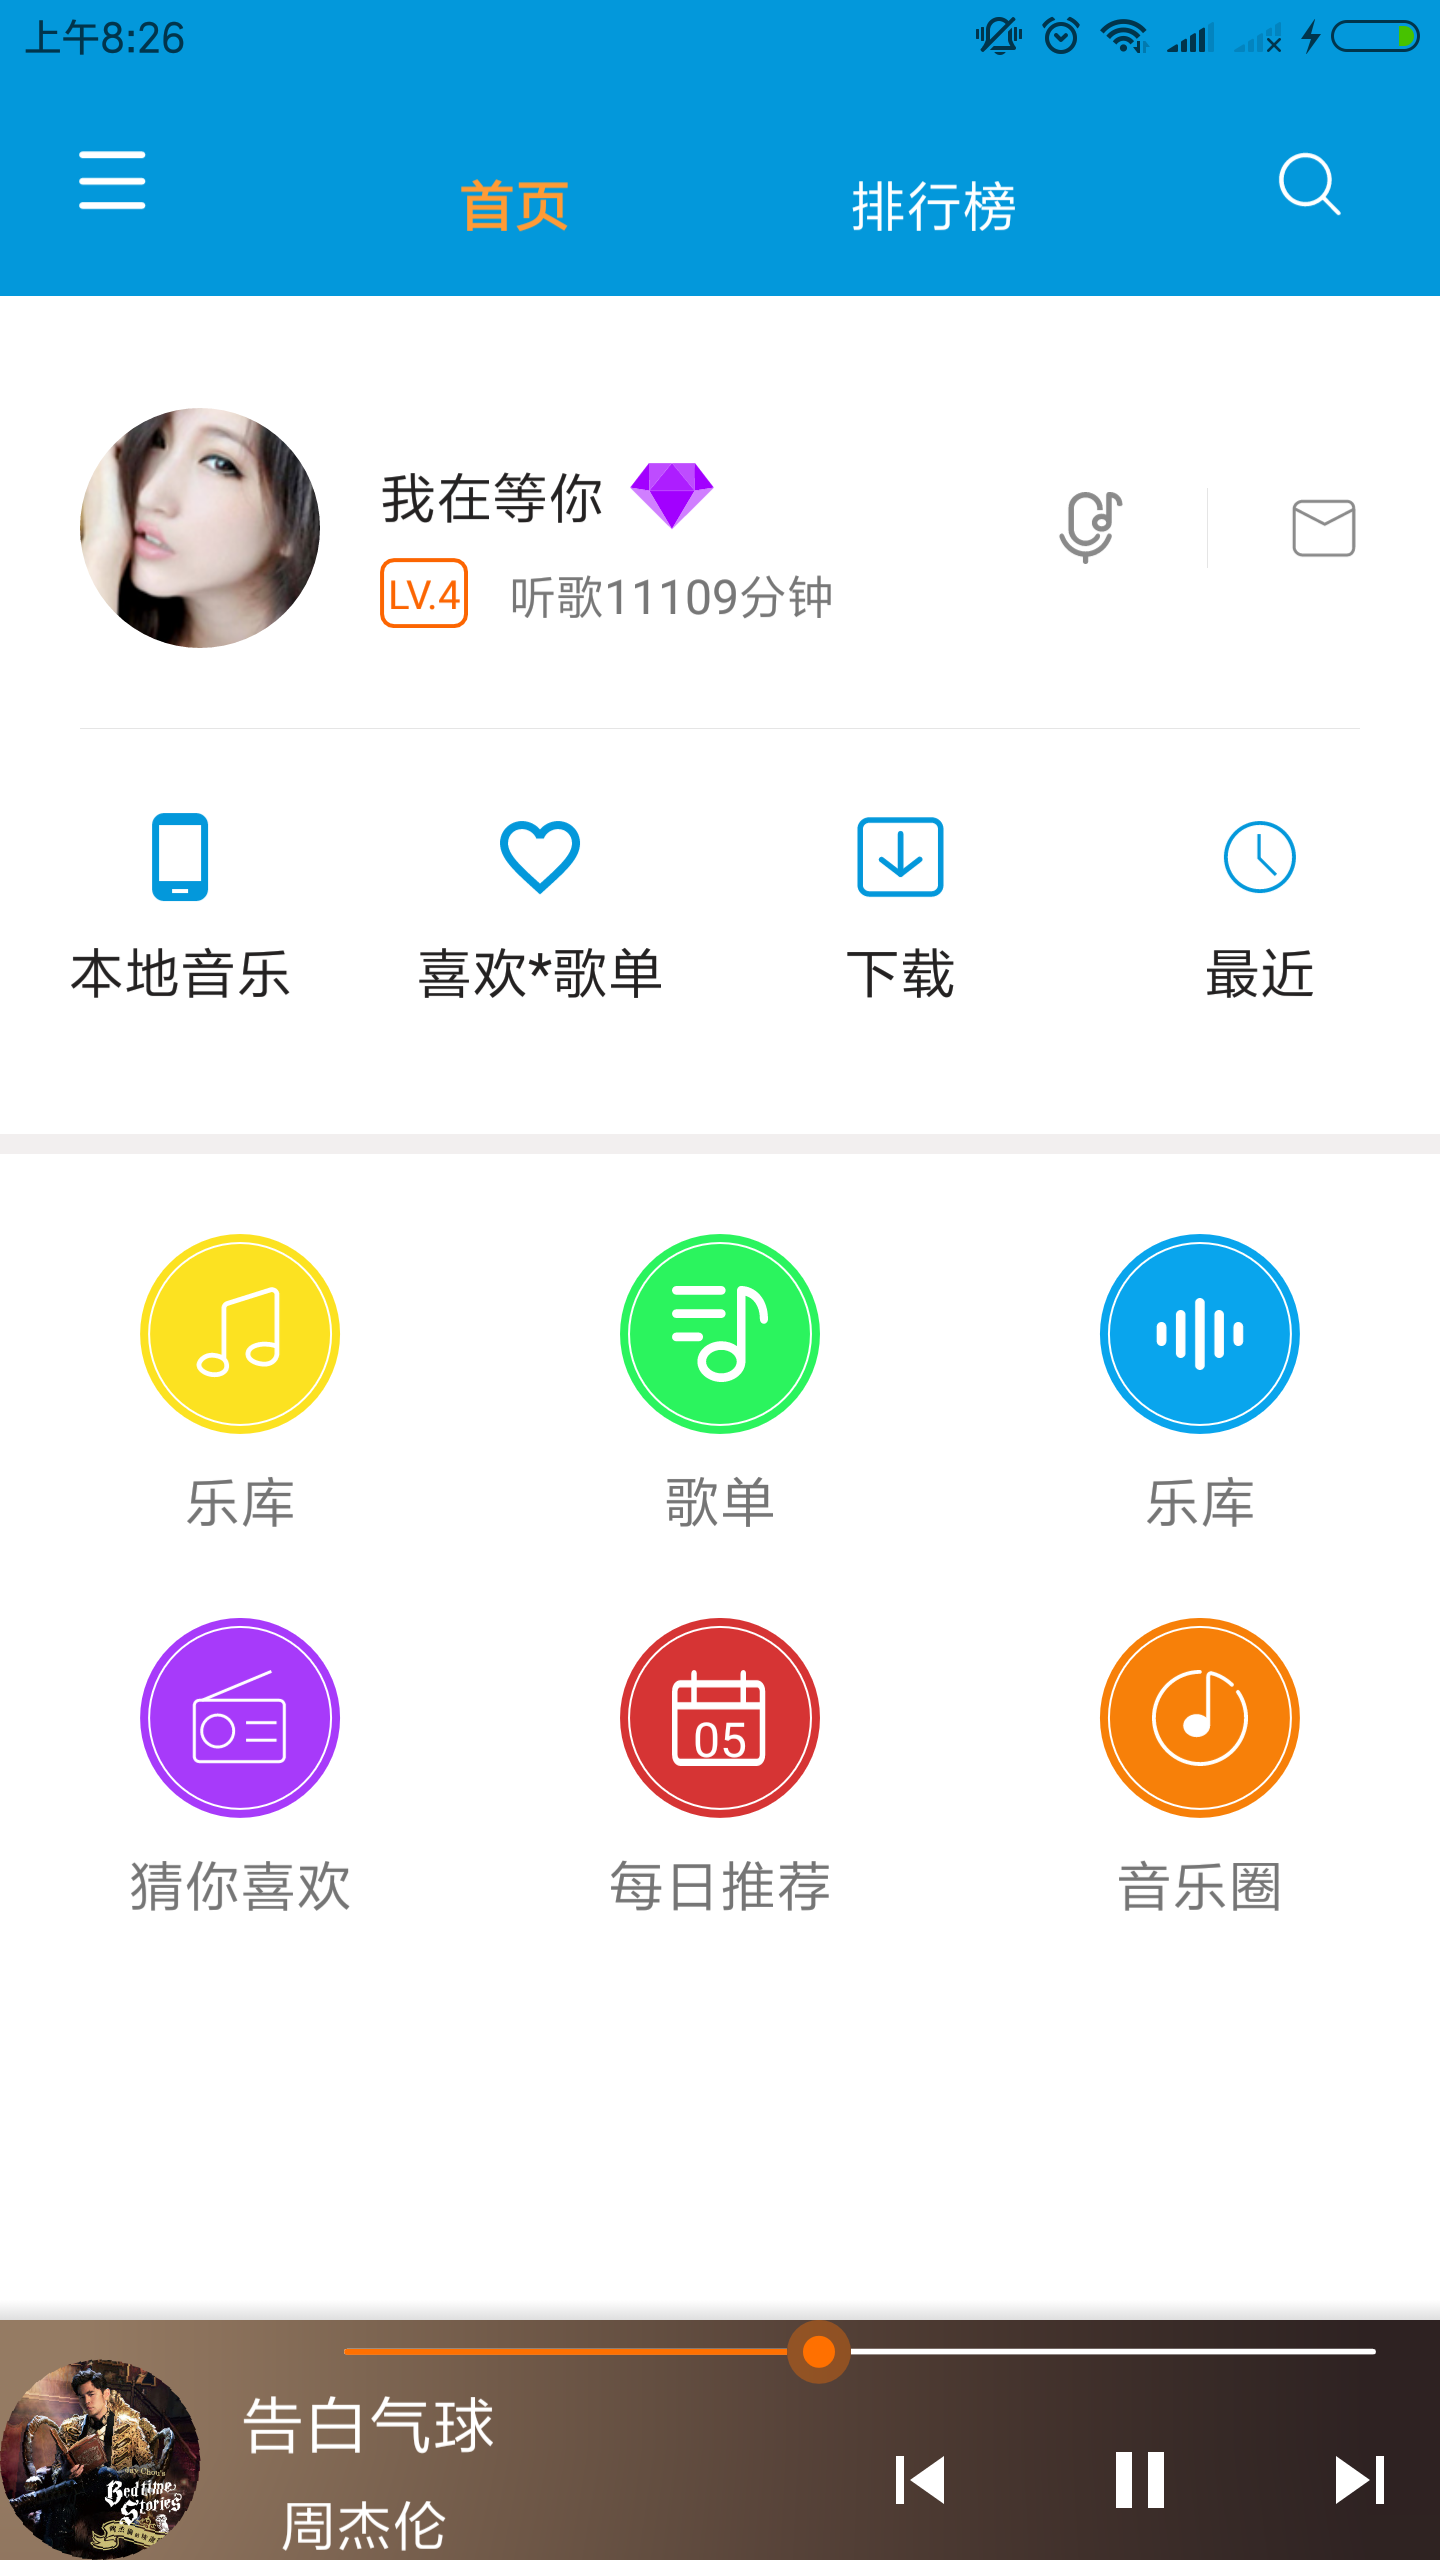 上午8:26
首页
排行榜
我在等你
LV.4
听歌11109分钟
本地音乐
喜欢*歌单
下载
最近
乐库
歌单
乐库
05
猜你喜欢
每日推荐
音乐圈
告白气球
周杰伦
Jay Chou's
Bedtime
Stories